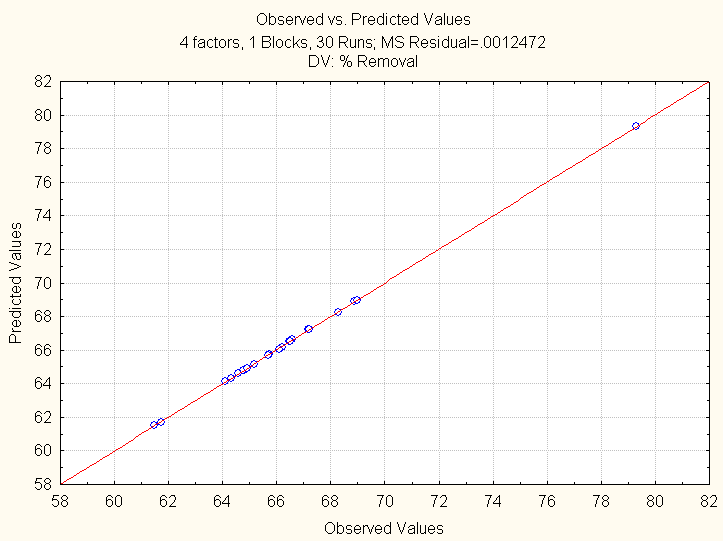 Observed vs. Predicted Values
4 factors, 1 Blocks, 30 Runs; MS Residual=.0012472
DV: % Removal
82
80
78
76
74
72
70
68
66
64
62
60
58
Predicted Values
58 60 62 64 66 68 70 72 74 76 78 80 82
Observed Values